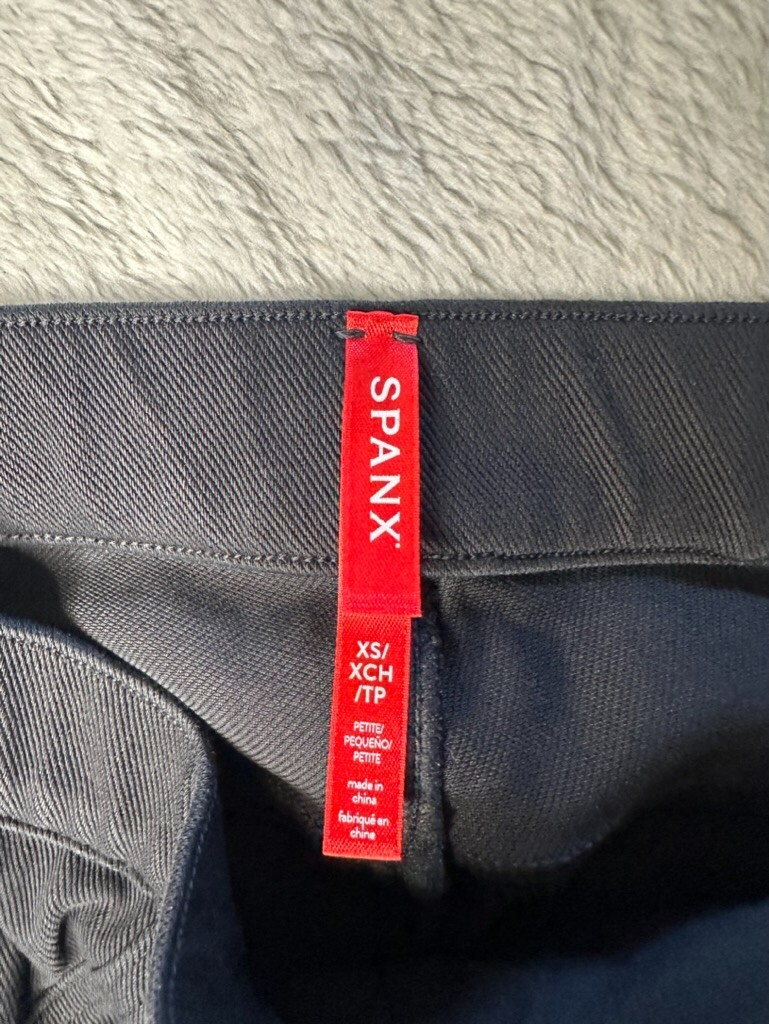 SPANX®
XS/
XCH
/TP
PETITE/
PEQUEÑO/
PETITE
made in
china
fabriqué en
chine